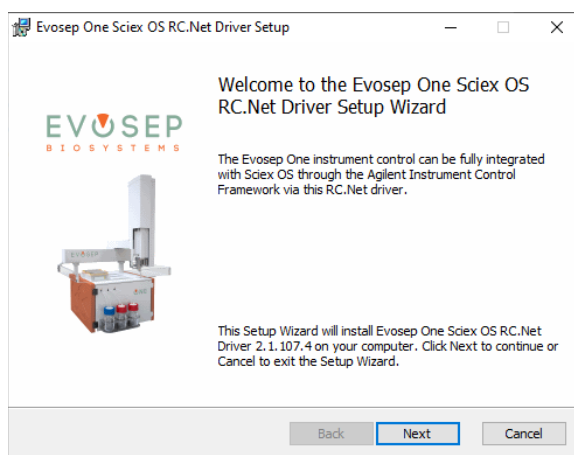 Evosep One Sciex OS RC.Net Driver Setup
Welcome to the Evosep One Sciex OS
RC.Net Driver Setup Wizard
EVOSEP
BIOSYSTEMS
The Evosep One instrument control can be fully integrated
with Sciex OS through the Agilent Instrument Control
Framework via this RC.Net driver.
EVOSEP
This Setup Wizard will install Evosep One Sciex OS RC.Net
Driver 2.1.107.4 on your computer. Click Next to continue or
Cancel to exit the Setup Wizard.
Back
Next
Cancel